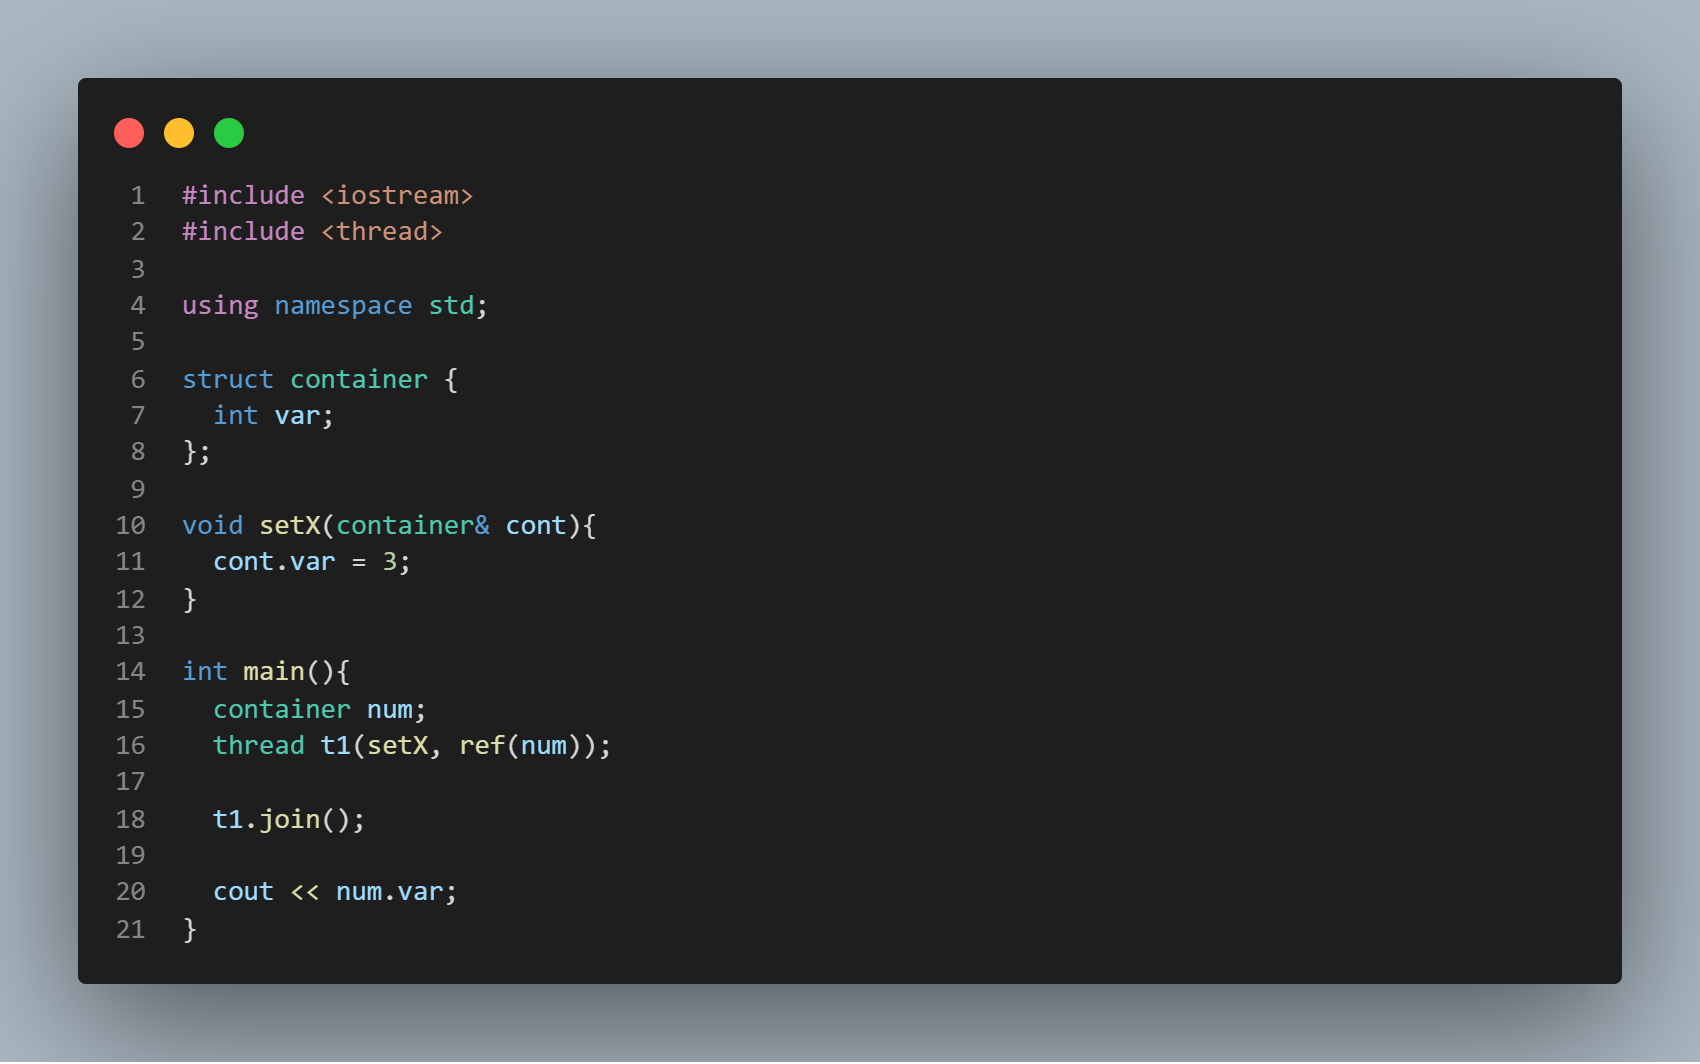 1 #include <iostream>
2 #include <thread>
3
4 using namespace std;
5
6 struct container {
7   int var;
8 };
9
10 void setX(container& cont){
11   cont.var = 3;
12 }
13
14 int main(){
15   container num;
16   thread t1(setX, ref(num));
17
18   t1.join();
19
20   cout << num.var;
21 }